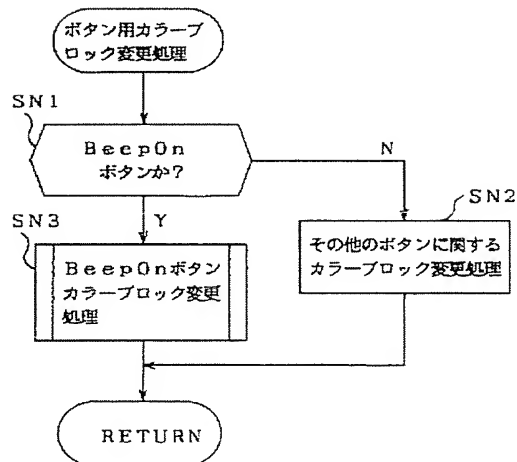 ボタン用カラーブ
ロック変更処理
SN1
BeepOn
ボタンか?
N
SN2
Y
SN3
その他のボタンに関する
カラーブロック変更処理
BeepOnボタン
カラーブロック変更
処理
RETURN